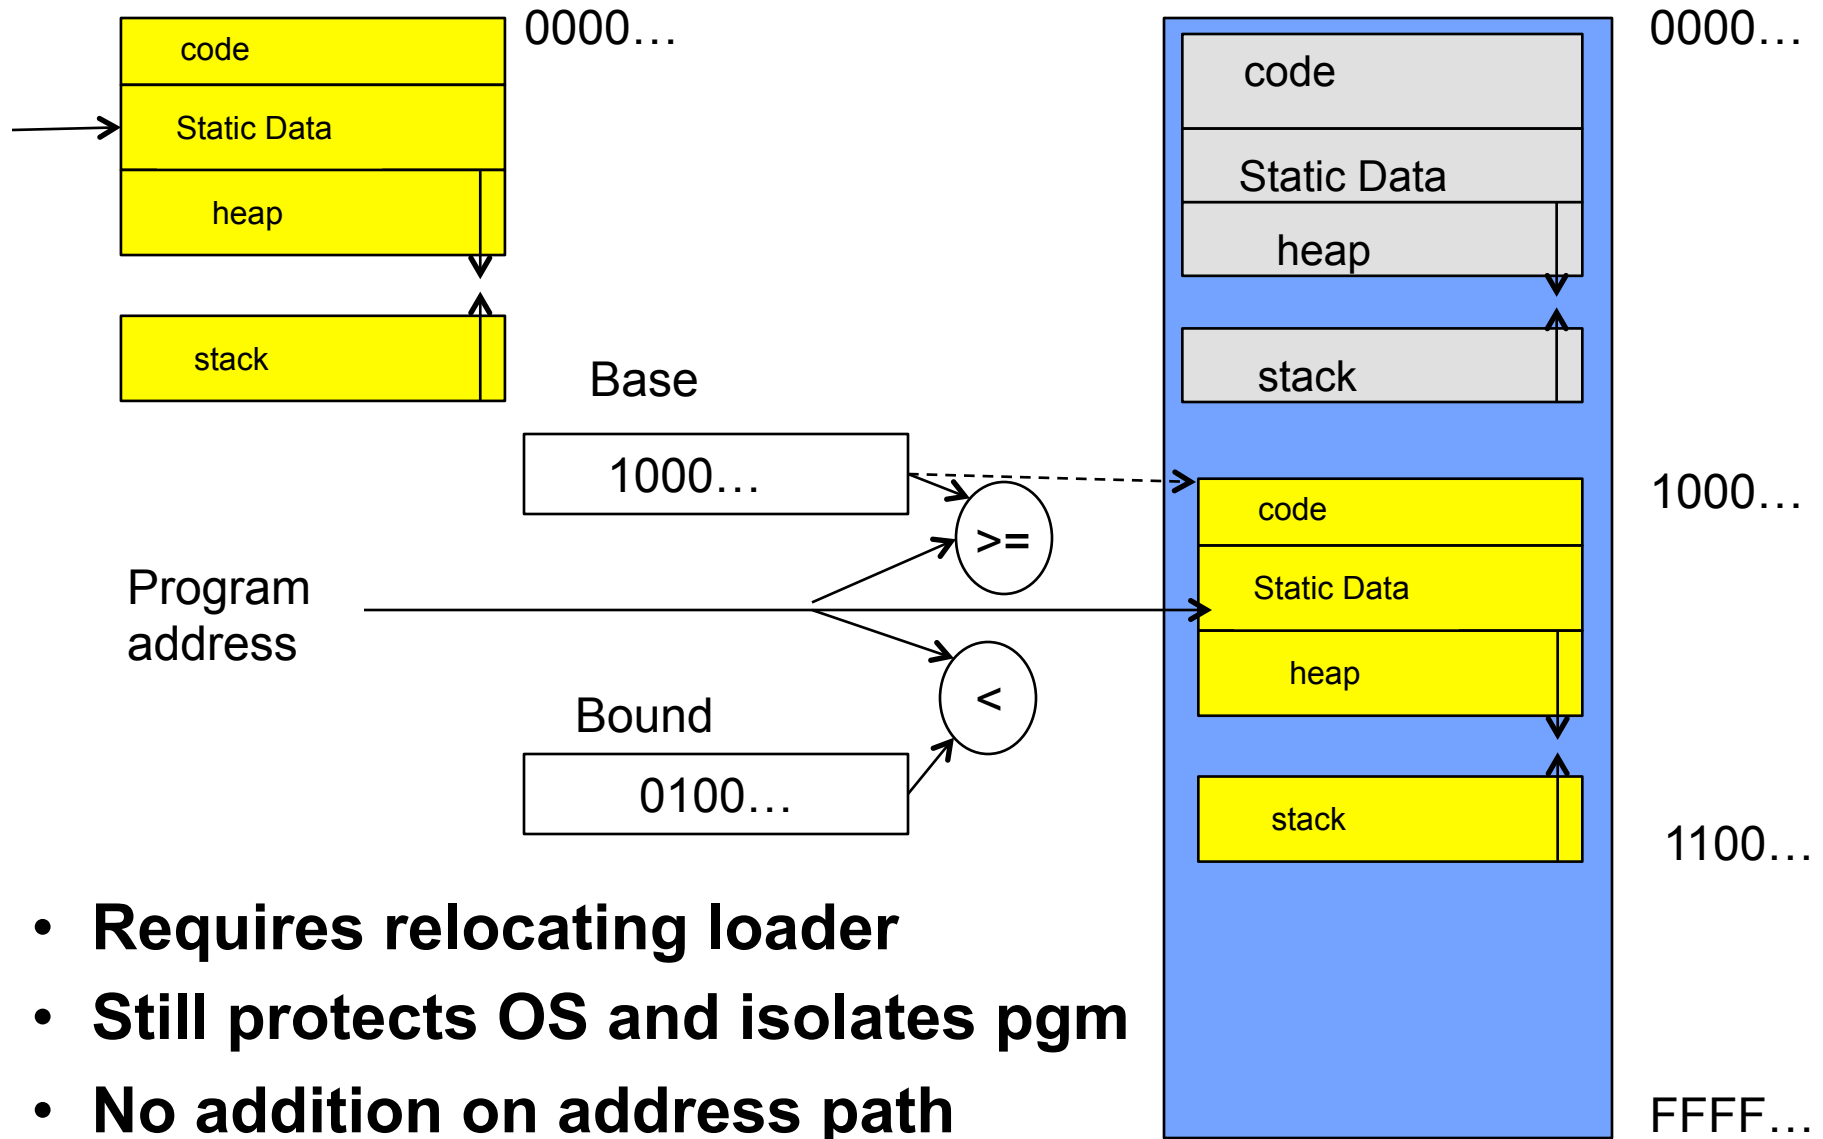 code
0000…
Static Data
heap
stack
0000…
code
Static Data
heap
stack
Base
1000…
>=
Program
address
<
Bound
0100…
1000…
code
Static Data
heap
stack
1100…
FFFF…
• Requires relocating loader
• Still protects OS and isolates pgm
• No addition on address path